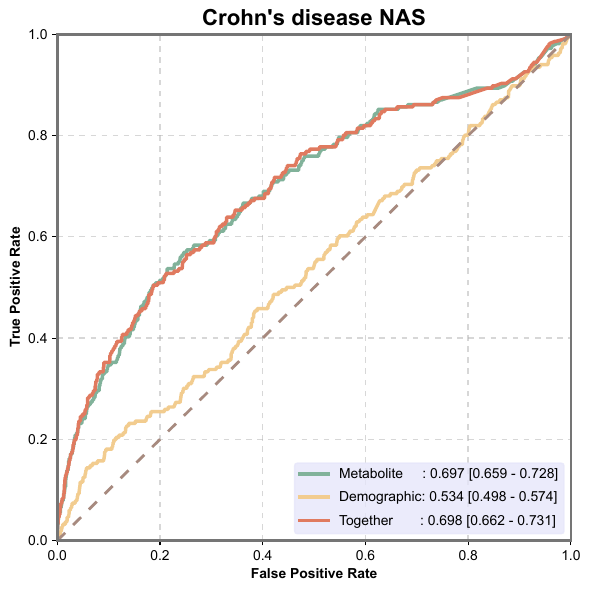 Crohn's disease NAS
1.0
0.8
0.6
0.4
0.2
0.0
True Positive Rate
Metabolite : 0.697 [0.659 - 0.728]
Demographic: 0.534 [0.498 - 0.574]
Together : 0.698 [0.662 - 0.731]
0.0 0.2 0.4 0.6 0.8 1.0
False Positive Rate